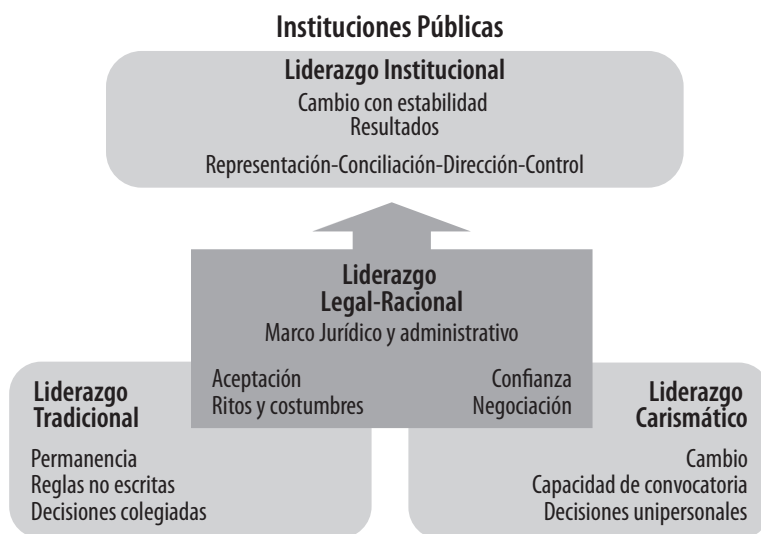 Instituciones Públicas
Liderazgo Institucional
Cambio con estabilidad
Resultados
Representación-Conciliación-Dirección-Control
Liderazgo
Legal-Racional
Marco Jurídico y administrativo
Aceptación
Ritos y costumbres
Confianza
Negociación
Liderazgo
Tradicional
Permanencia
Reglas no escritas
Decisiones colegiadas
Liderazgo
Carismático
Cambio
Capacidad de convocatoria
Decisiones unipersonales